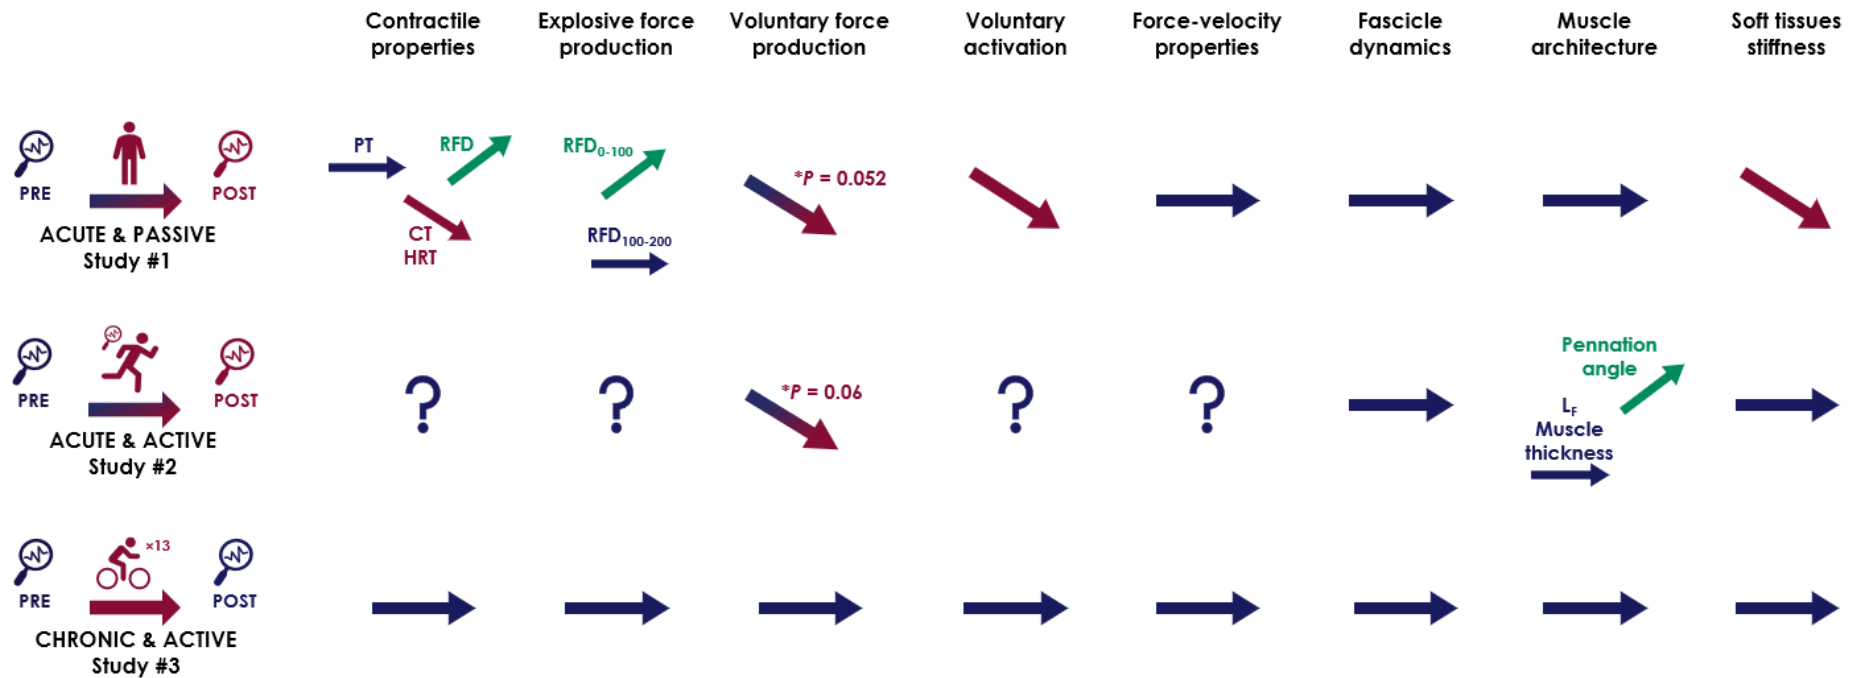 Contractile
properties
Explosive force
production
Voluntary force
production
Voluntary
activation
Force-velocity
properties
Fascicle
dynamics
Muscle
architecture
Soft tissues
stiffness
PRE
POST
ACUTE & PASSIVE
Study #1
PT
RFD
CT
HRT
RFD0-100
RFD100-200
*P = 0.052
PRE
POST
ACUTE & ACTIVE
Study #2
?
?
*P = 0.06
?
?
Pennation
angle
LF
Muscle
thickness
×13
PRE
POST
CHRONIC & ACTIVE
Study #3